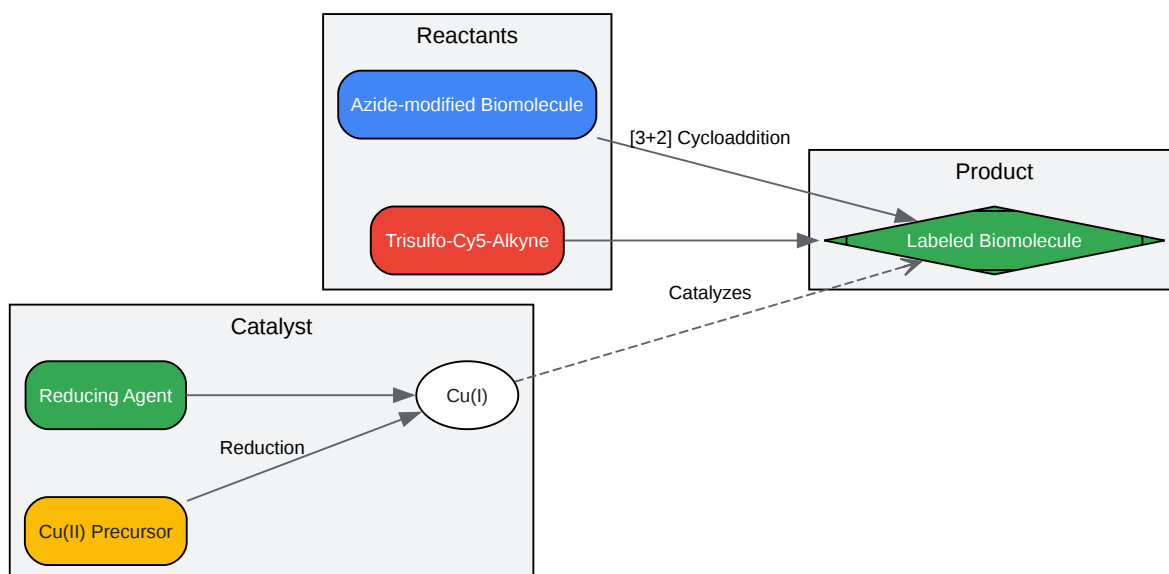 Reactants
Azide-modified Biomolecule
[3+2] Cycloaddition
Product
Trisulfo-Cy5-Alkyne
Labeled Biomolecule
Catalyzes
Catalyst
Reducing Agent
Cu(I)
Reduction
Cu(II) Precursor